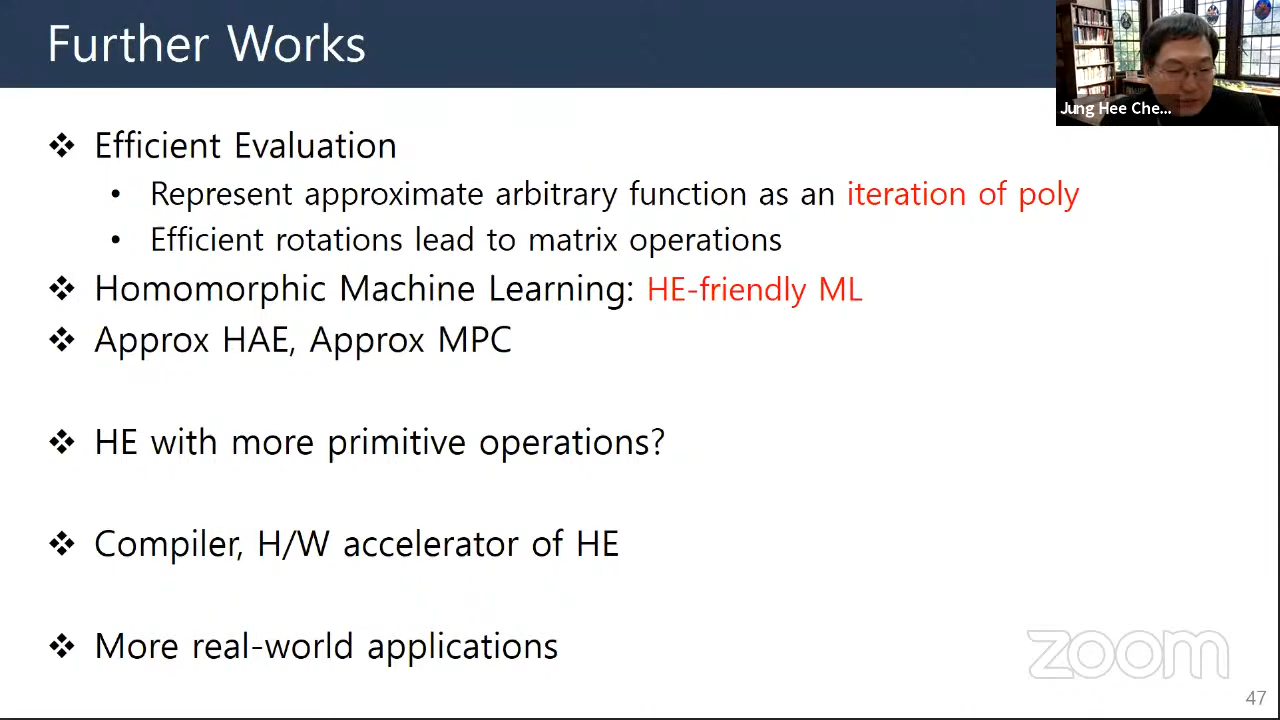 Further Works
Jung Hee Che...
❖ Efficient Evaluation
• Represent approximate arbitrary function as an iteration of poly
• Efficient rotations lead to matrix operations
❖ Homomorphic Machine Learning: HE-friendly ML
❖ Approx HAE, Approx MPC
❖ HE with more primitive operations?
❖ Compiler, H/W accelerator of HE
❖ More real-world applications
zoom
47